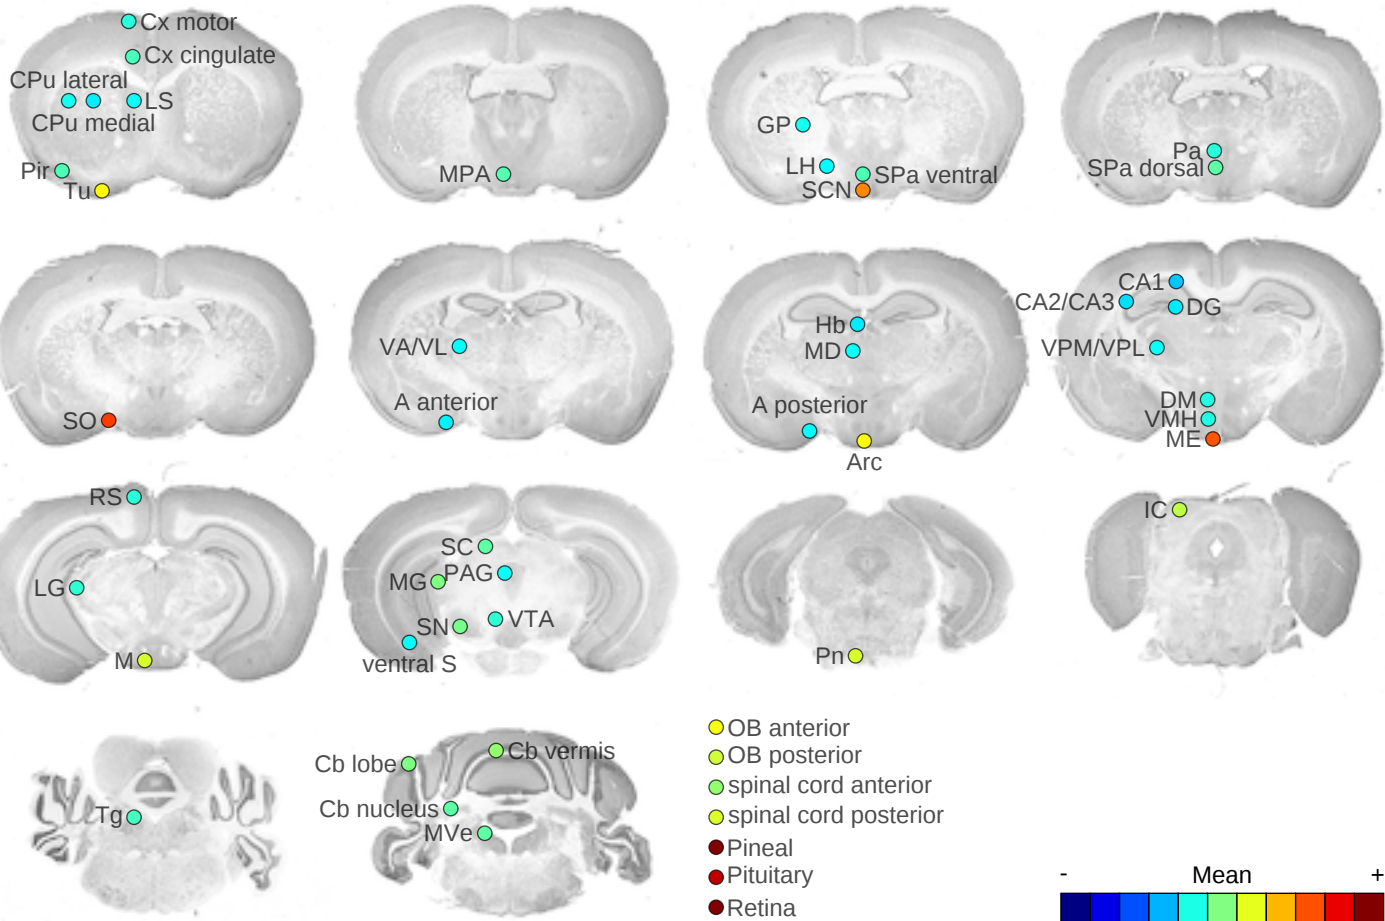 Cx motor
Cx cingulate
CPu lateral
LS
CPu medial
Pir
Tu
MPA
GP
LH
SPa ventral
SCN
Pa
SPa dorsal
SO
VA/VL
A anterior
Hb
MD
A posterior
Arc
CA1
CA2/CA3
DG
VPM/VPL
DM
VMH
ME
RS
LG
M
SC
MG
PAG
SN
VTA
ventral S
Pn
IC
Tg
Cb lobe
Cb vermis
Cb nucleus
MVe
OB anterior
OB posterior
spinal cord anterior
spinal cord posterior
Pineal
Pituitary
Retina
- Mean +